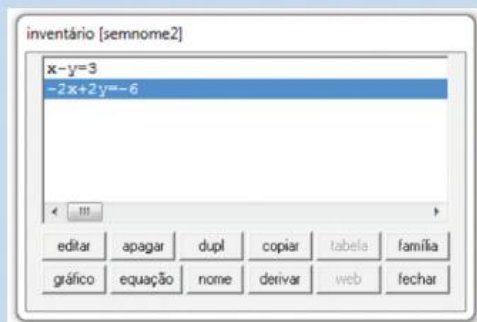 inventário [semnome2]
x-y=3
-2x+2y=-6
editar apagar dupl copiar tabela família
gráfico equação nome derivar web fechar